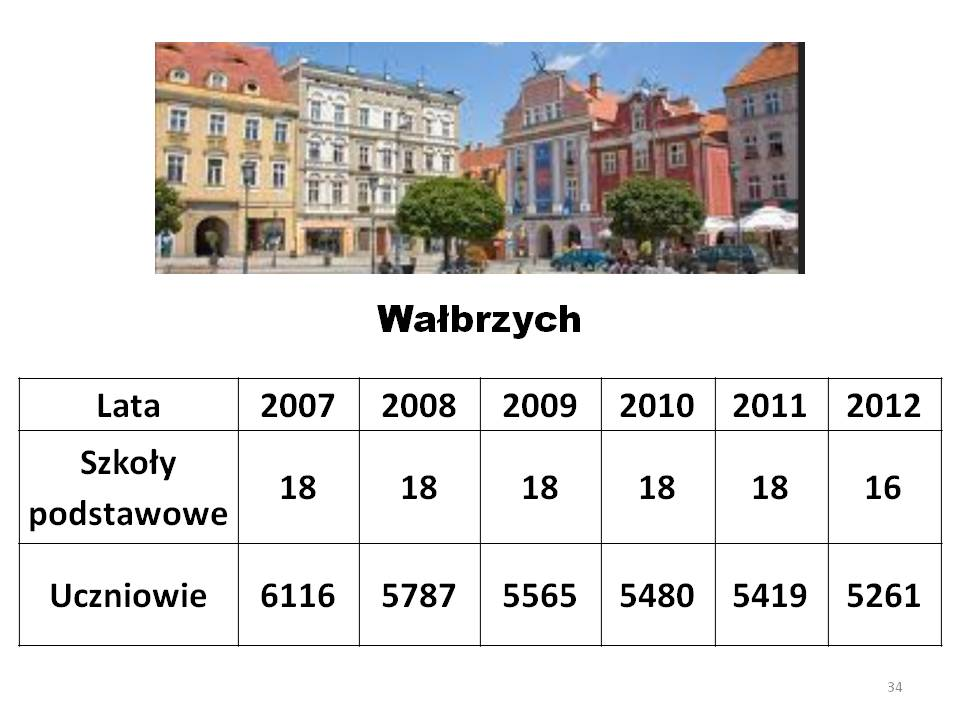 Wałbrzych
Lata 2007 2008 2009 2010 2011 2012
Szkoły
podstawowe 18 18 18 18 18 16
Uczniowie 6116 5787 5565 5480 5419 5261
34